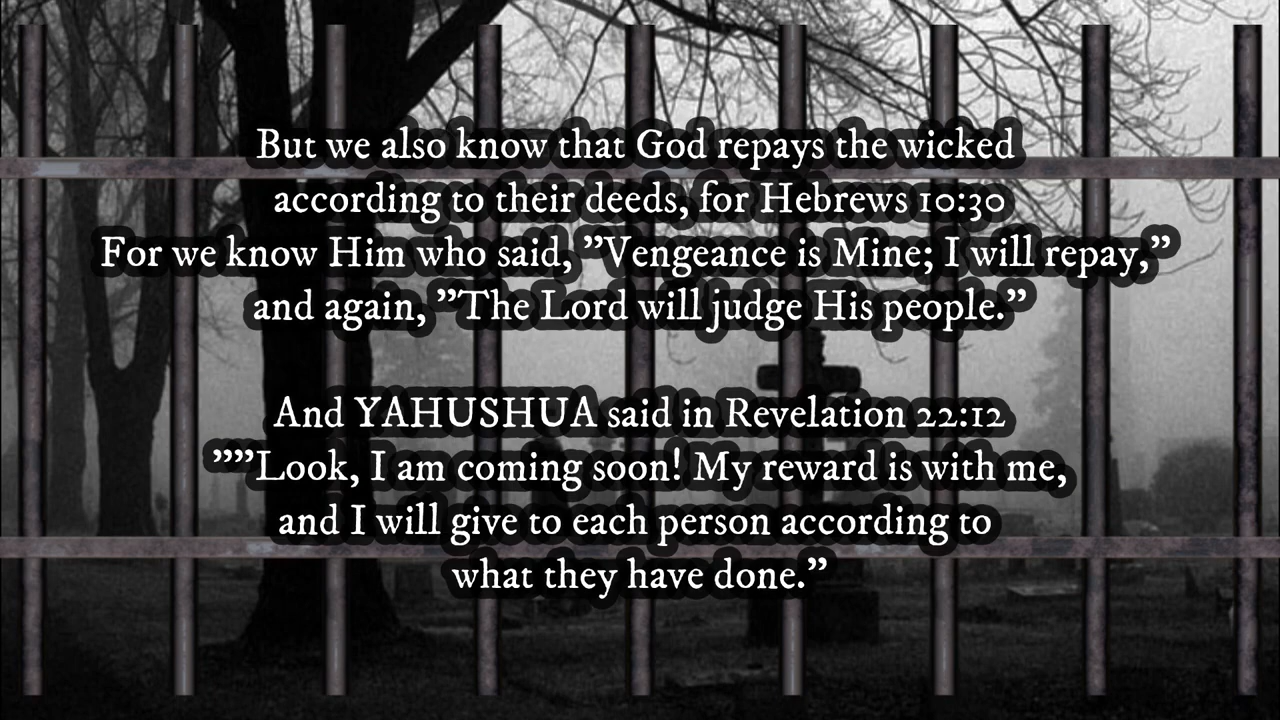 But we also know that God repays the wicked
according to their deeds, for Hebrews 10:30
For we know Him who said, ”Vengeance is Mine; I will repay,”
and again, ”The Lord will judge His people.”
And YAHUSHUA said in Revelation 22:12
”””Look, I am coming soon! My reward is with me,
and I will give to each person according to
what they have done.”